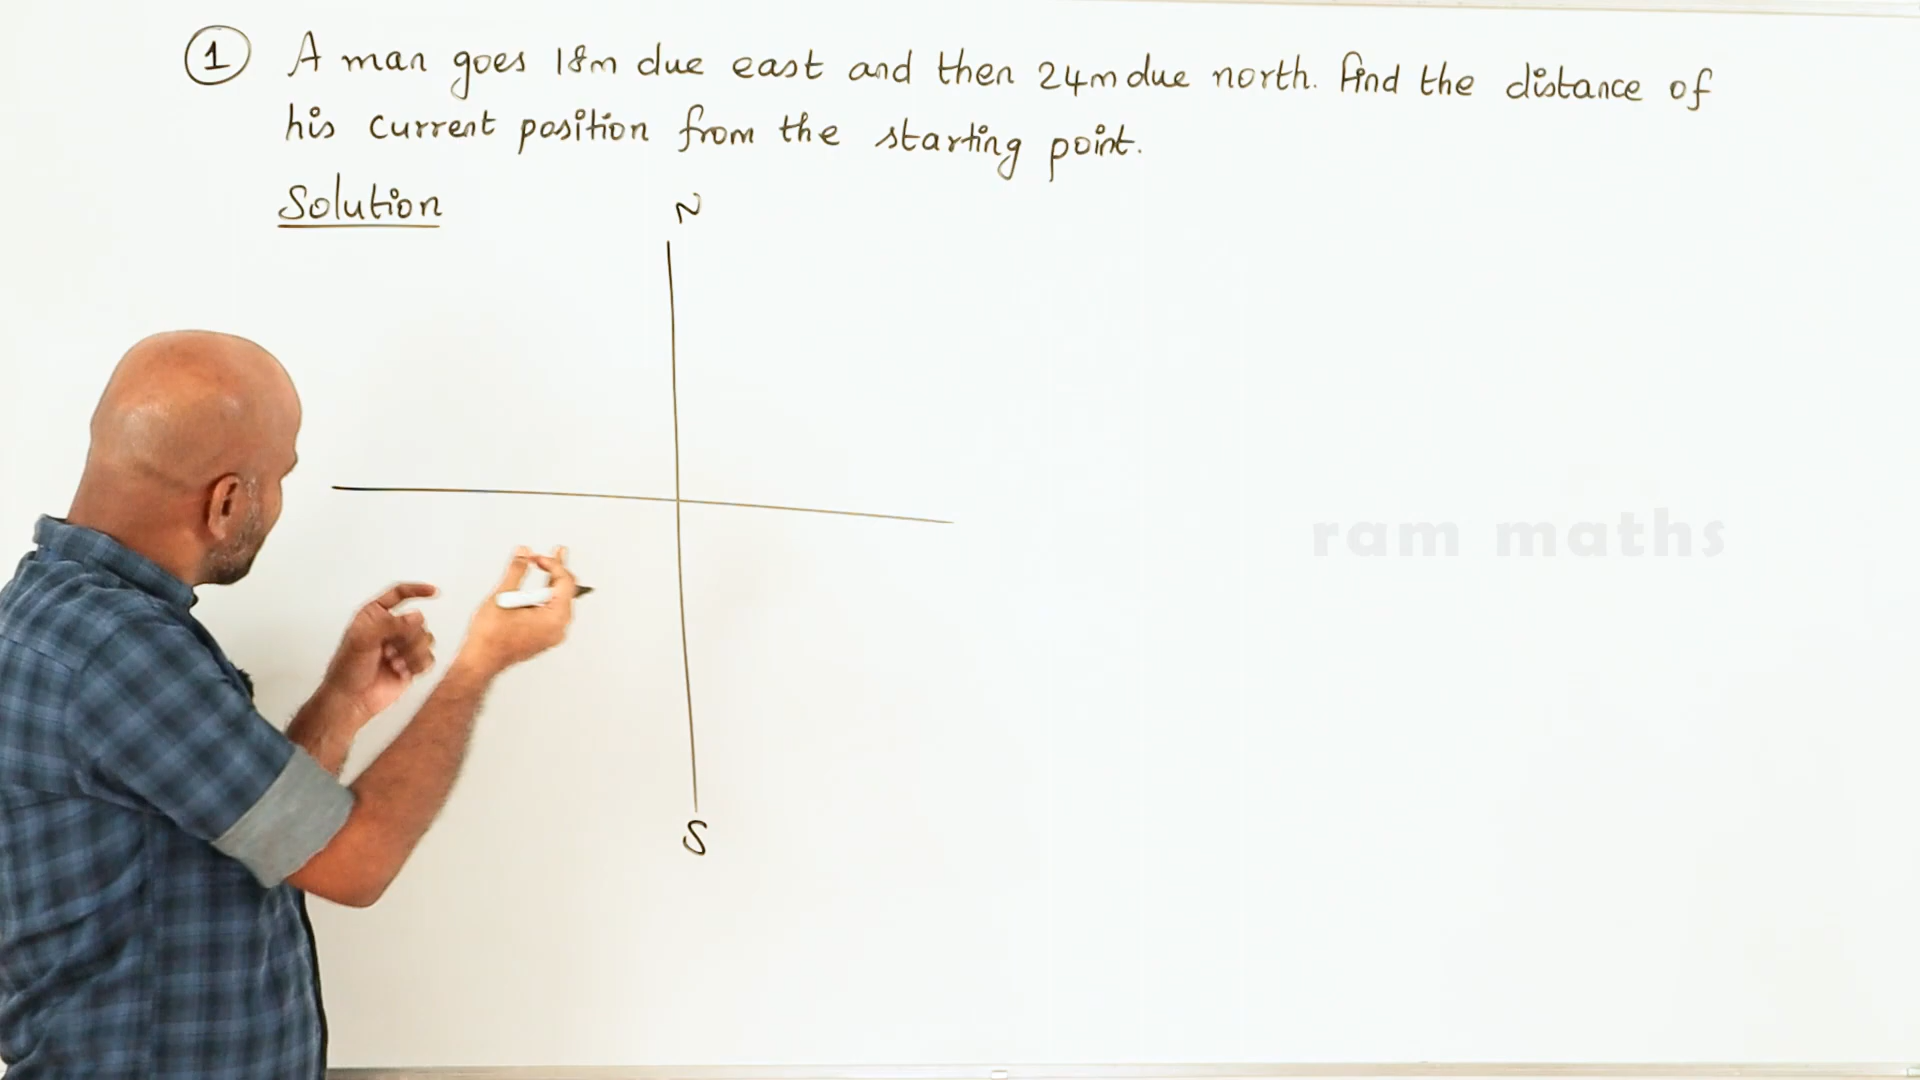 1 A man goes 18m due east and then 24m due north. find the distance of
his current position from the starting point.
Solution
N
ram maths
S